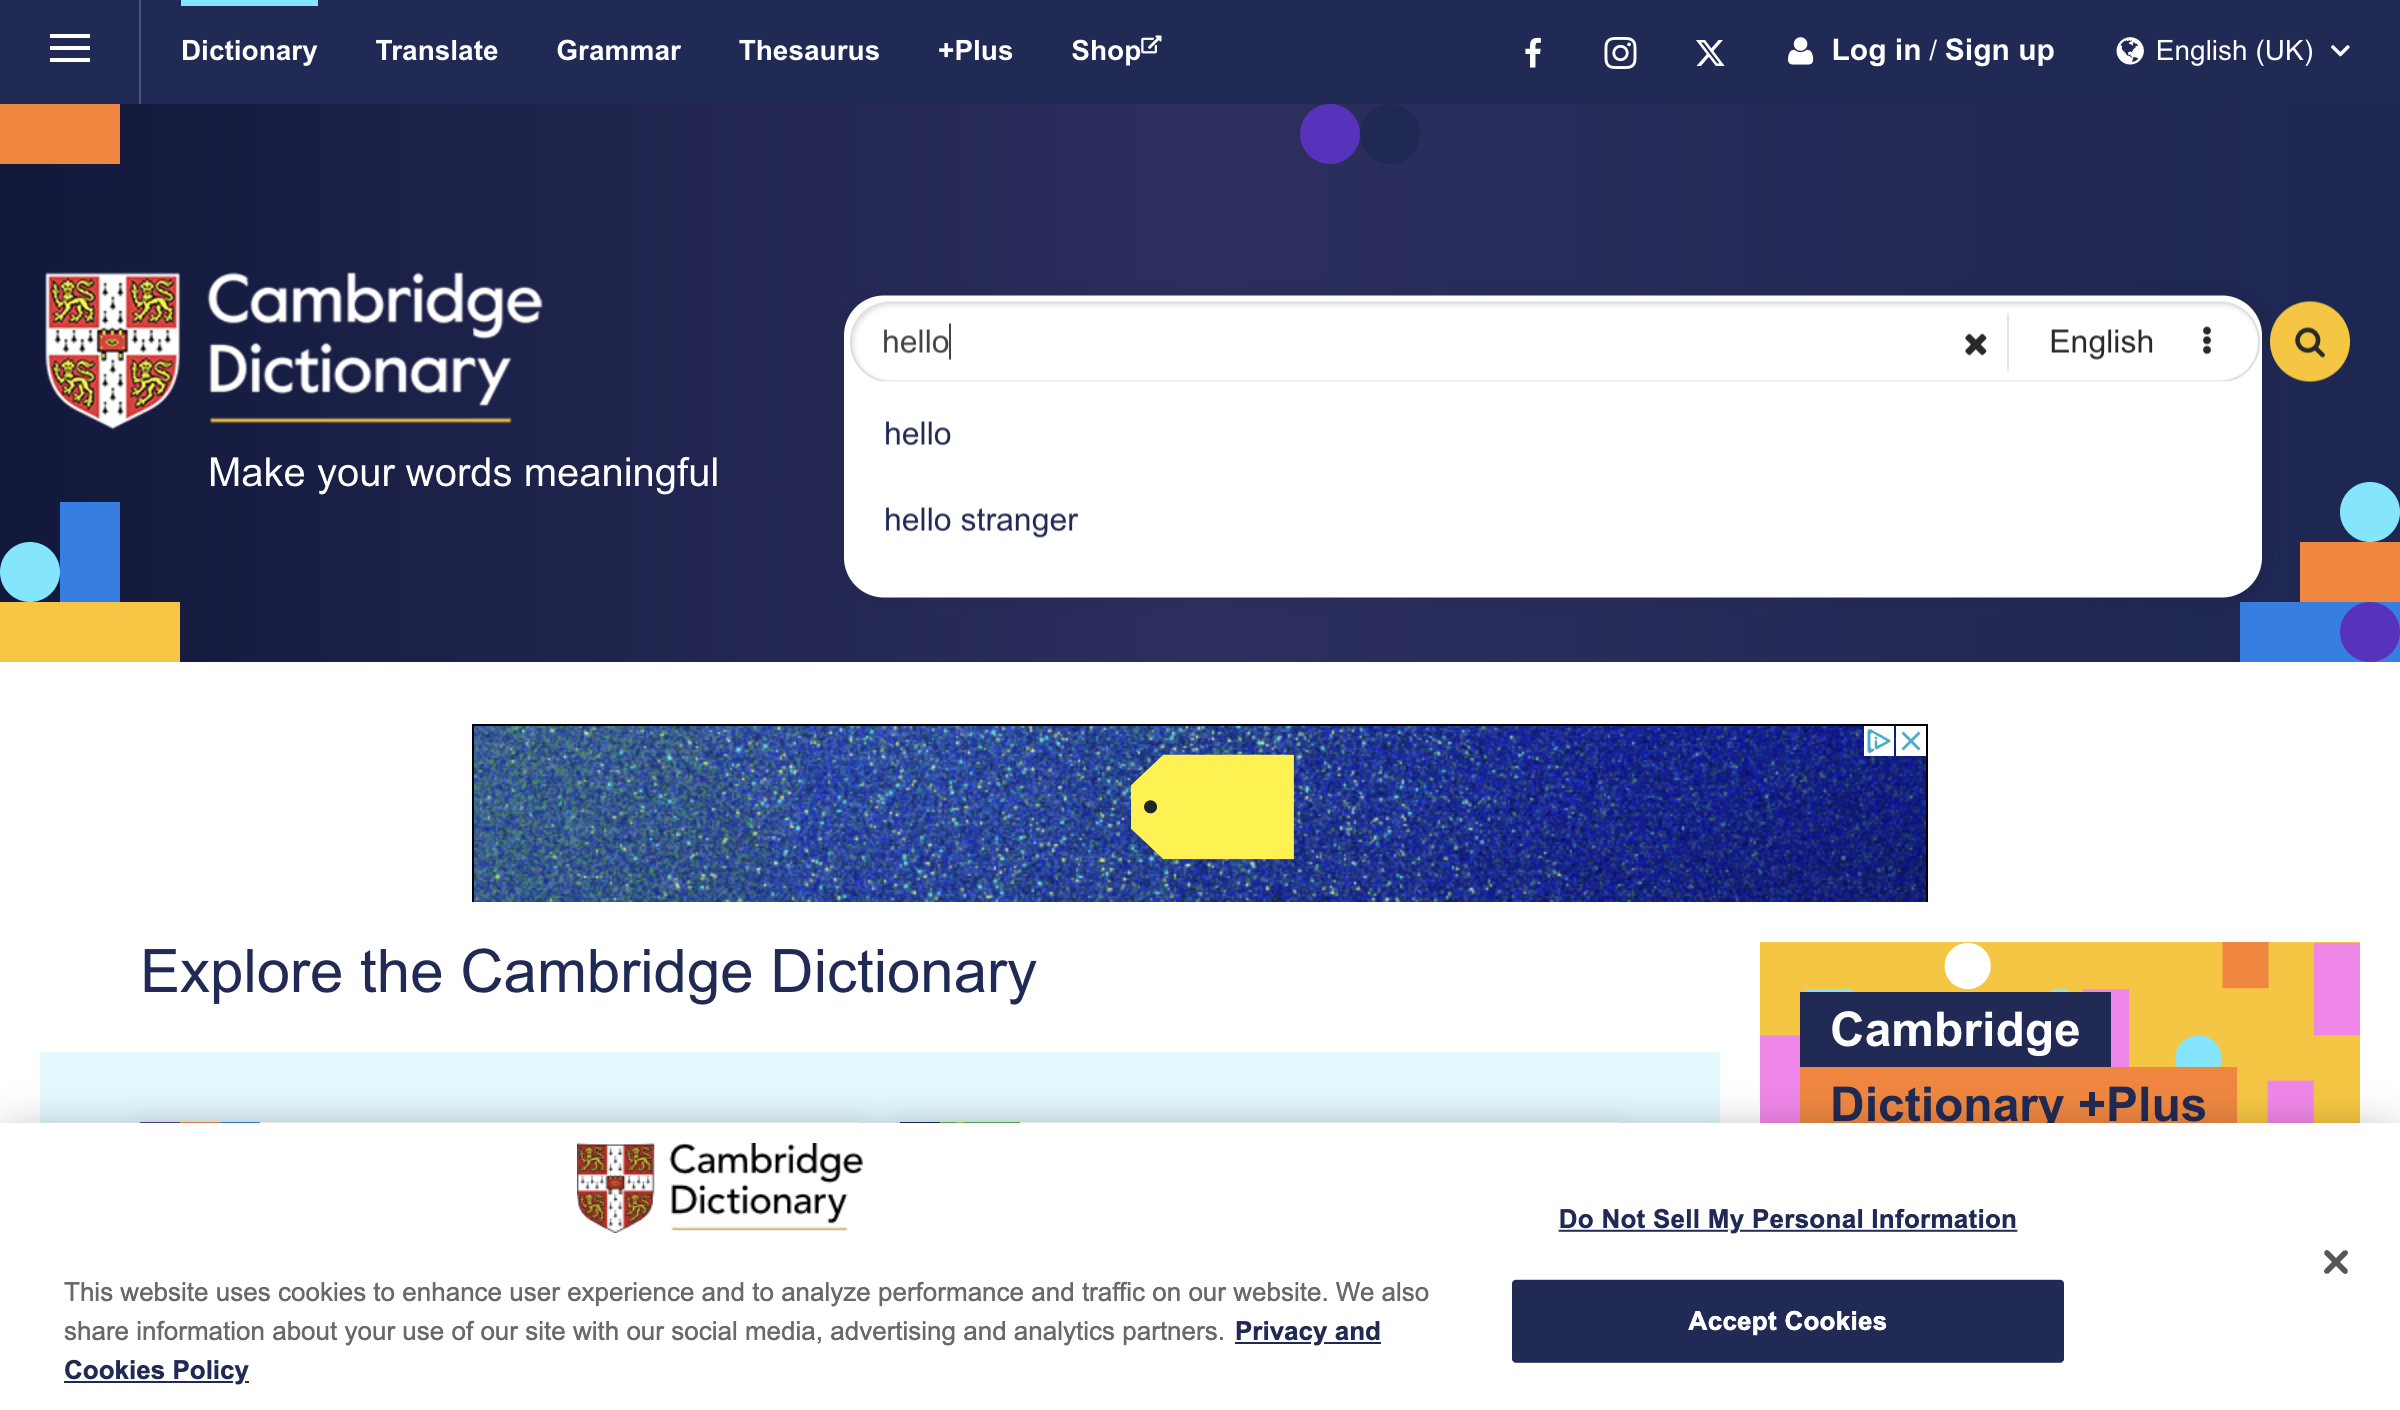 Dictionary Translate Grammar Thesaurus +Plus Shop Log in / Sign up English (UK)
Cambridge
Dictionary
Make your words meaningful
hello English
hello
hello stranger
Explore the Cambridge Dictionary
Cambridge
Dictionary +Plus
Cambridge
Dictionary
This website uses cookies to enhance user experience and to analyze performance and traffic on our website. We also
share information about your use of our site with our social media, advertising and analytics partners. Privacy and
Cookies Policy
Do Not Sell My Personal Information
Accept Cookies